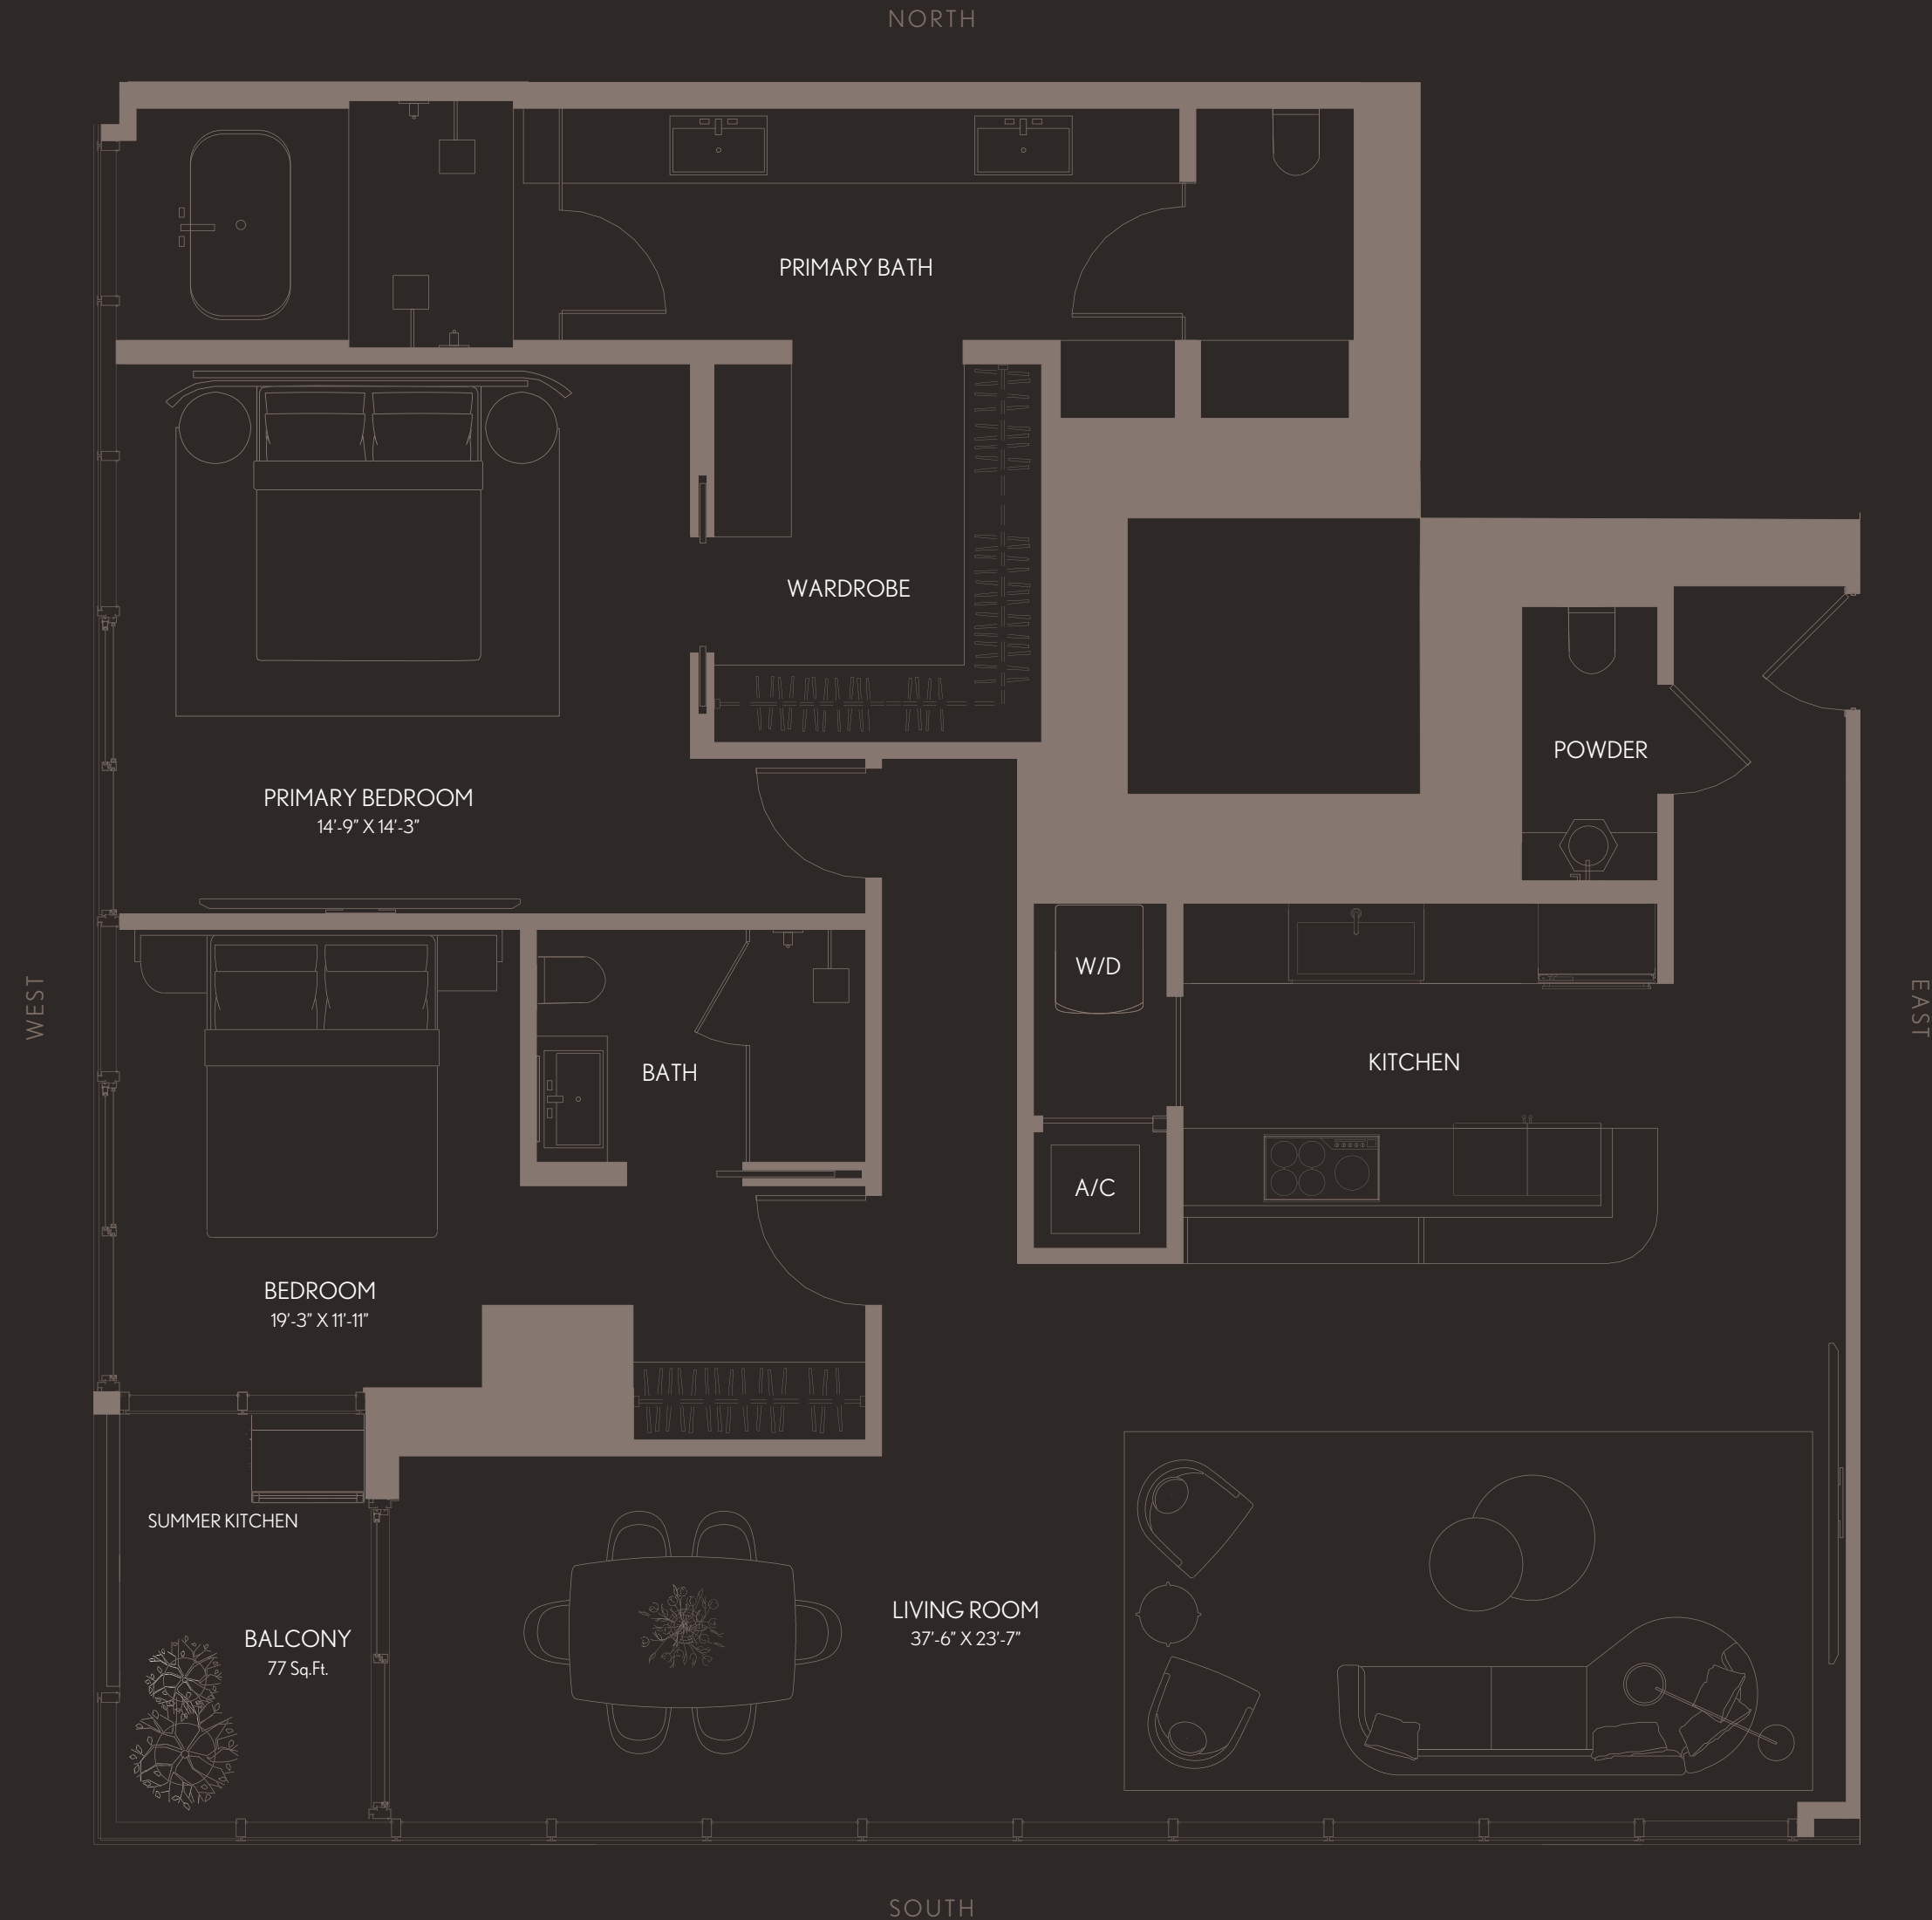 NORTH
PRIMARY BATH
WARDROBE
POWDER
PRIMARY BEDROOM
14'-9" X 14'-3"
W/D
WEST
EAST
KITCHEN
BATH
A/C
BEDROOM
19'-3" X 11'-11"
SUMMER KITCHEN
LIVING ROOM
37'-6" X 23'-7"
BALCONY
77 Sq.Ft.
SOUTH